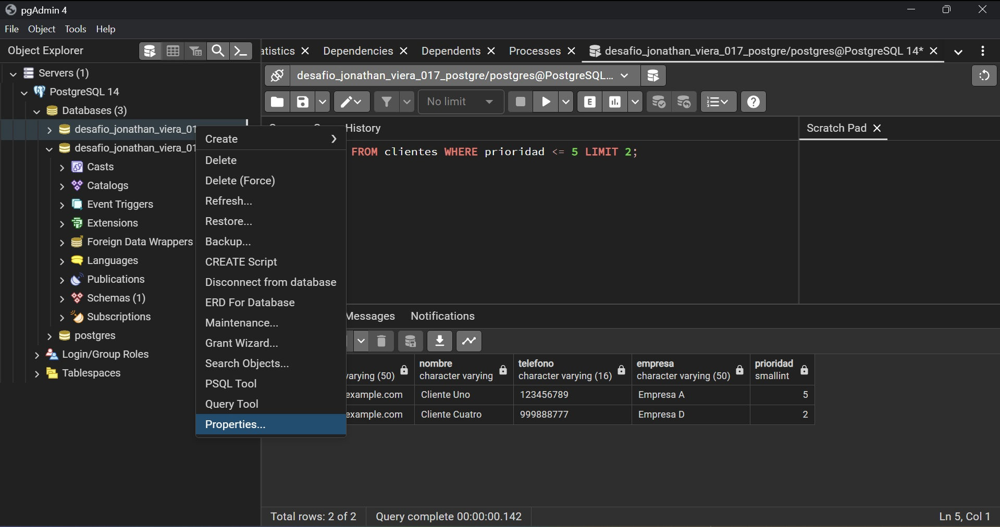 pgAdmin 4
File Object Tools Help
Object Explorer
Servers (1)
PostgreSQL 14
Databases (3)
desafio_jonathan_viera_01
desafio_jonathan_viera_01
Casts
Catalogs
Event Triggers
Extensions
Foreign Data Wrappers
Languages
Publications
Schemas (1)
Subscriptions
postgres
Login/Group Roles
Tablespaces
Create
Delete
Delete (Force)
Refresh...
Restore...
Backup...
CREATE Script
Disconnect from database
ERD For Database
Maintenance...
Grant Wizard...
Search Objects...
PSQL Tool
Query Tool
Properties...
atistics Dependencies Dependents Processes desafio_jonathan_viera_017_postgre/postgres@PostgreSQL 14*
desafio_jonathan_viera_017_postgre/postgres@PostgreSQL...
No limit E
History
Scratch Pad
FROM clientes WHERE prioridad <= 5 LIMIT 2;
Messages Notifications
nombre telefono empresa prioridad
varying (50) character varying character varying (16) character varying (50) smallint
example.com Cliente Uno 123456789 Empresa A 5
example.com Cliente Cuatro 999888777 Empresa D 2
Total rows: 2 of 2 Query complete 00:00:00.142 Ln 5, Col 1